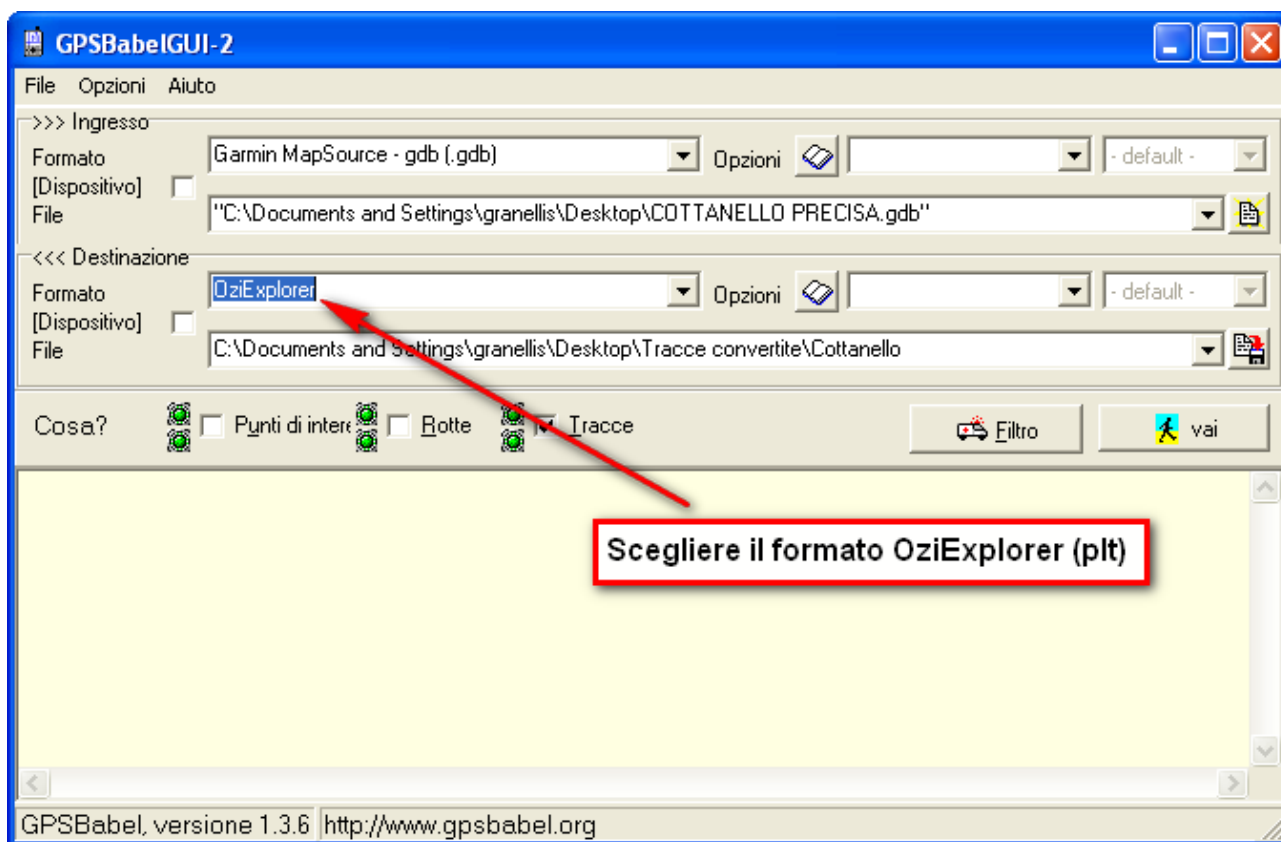 GPSBabelGUI-2
File Opzioni Aiuto
>>> Ingresso
Formato Garmin MapSource - gdb (.gdb) Opzioni - default -
[Dispositivo]
File "C:\Documents and Settings\granellis\Desktop\COTTANELLO PRECISA.gdb"
<<< Destinazione
Formato OziExplorer Opzioni - default -
[Dispositivo]
File C:\Documents and Settings\granellis\Desktop\Tracce convertite\Cottanello
Cosa? Punti di intere Rotte Tracce Filtro vai
Scegliere il formato OziExplorer (plt)
GPSBabel, versione 1.3.6 http://www.gpsbabel.org